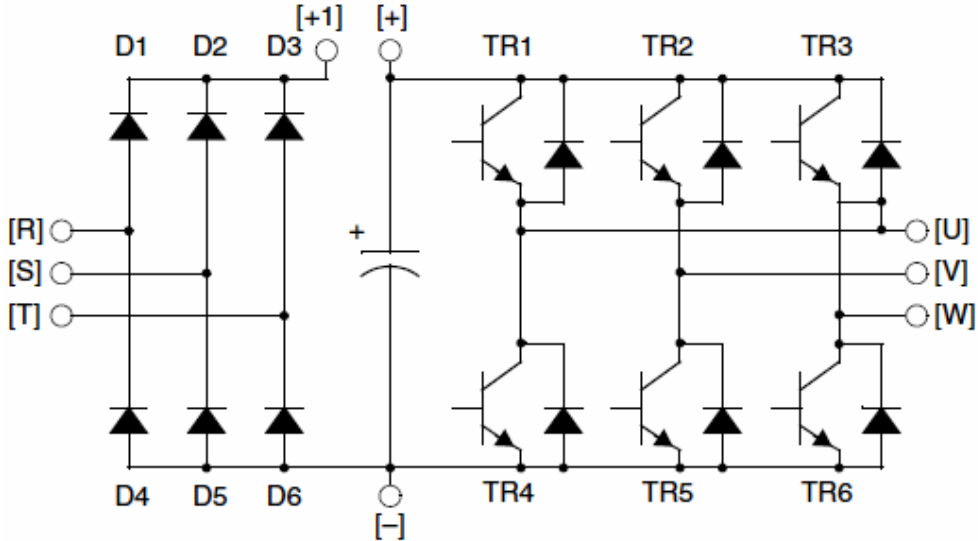 [+1] [+]
D1 D2 D3 TR1 TR2 TR3
[R] + [U]
[S] [V]
[T] [W]
D4 D5 D6 TR4 TR5 TR6
[–]